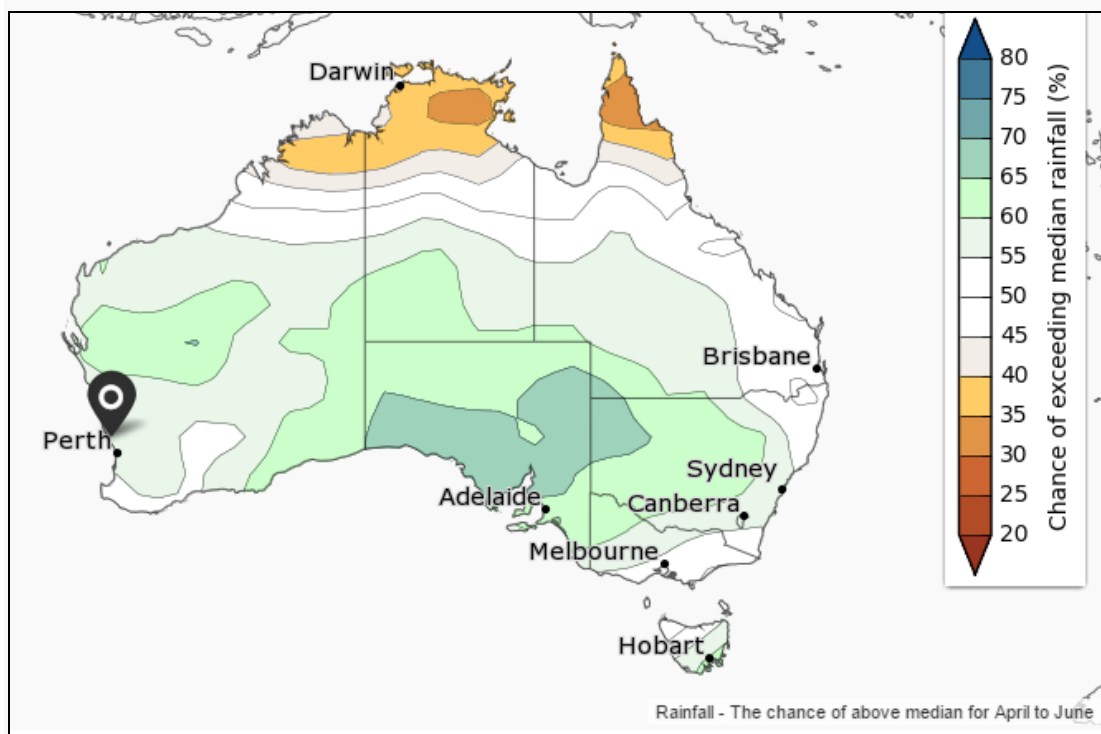 Darwin
Brisbane
Perth
Sydney
Adelaide
Canberra
Melbourne
Hobart
80
75
70
65
60
55
50
45
40
35
30
25
20
Chance of exceeding median rainfall (%)
Rainfall - The chance of above median for April to June